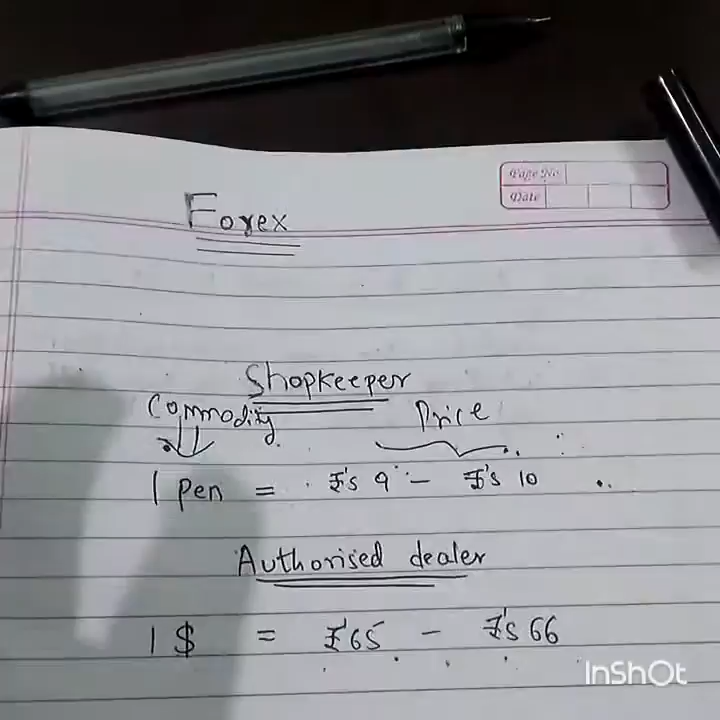 Page No.
Date
Forex
Shopkeeper
Commodity Price
1 Pen = ₹'s 9 - ₹'s 10
Authorised dealer
1 $ = ₹'65 - ₹'s 66
InShOt